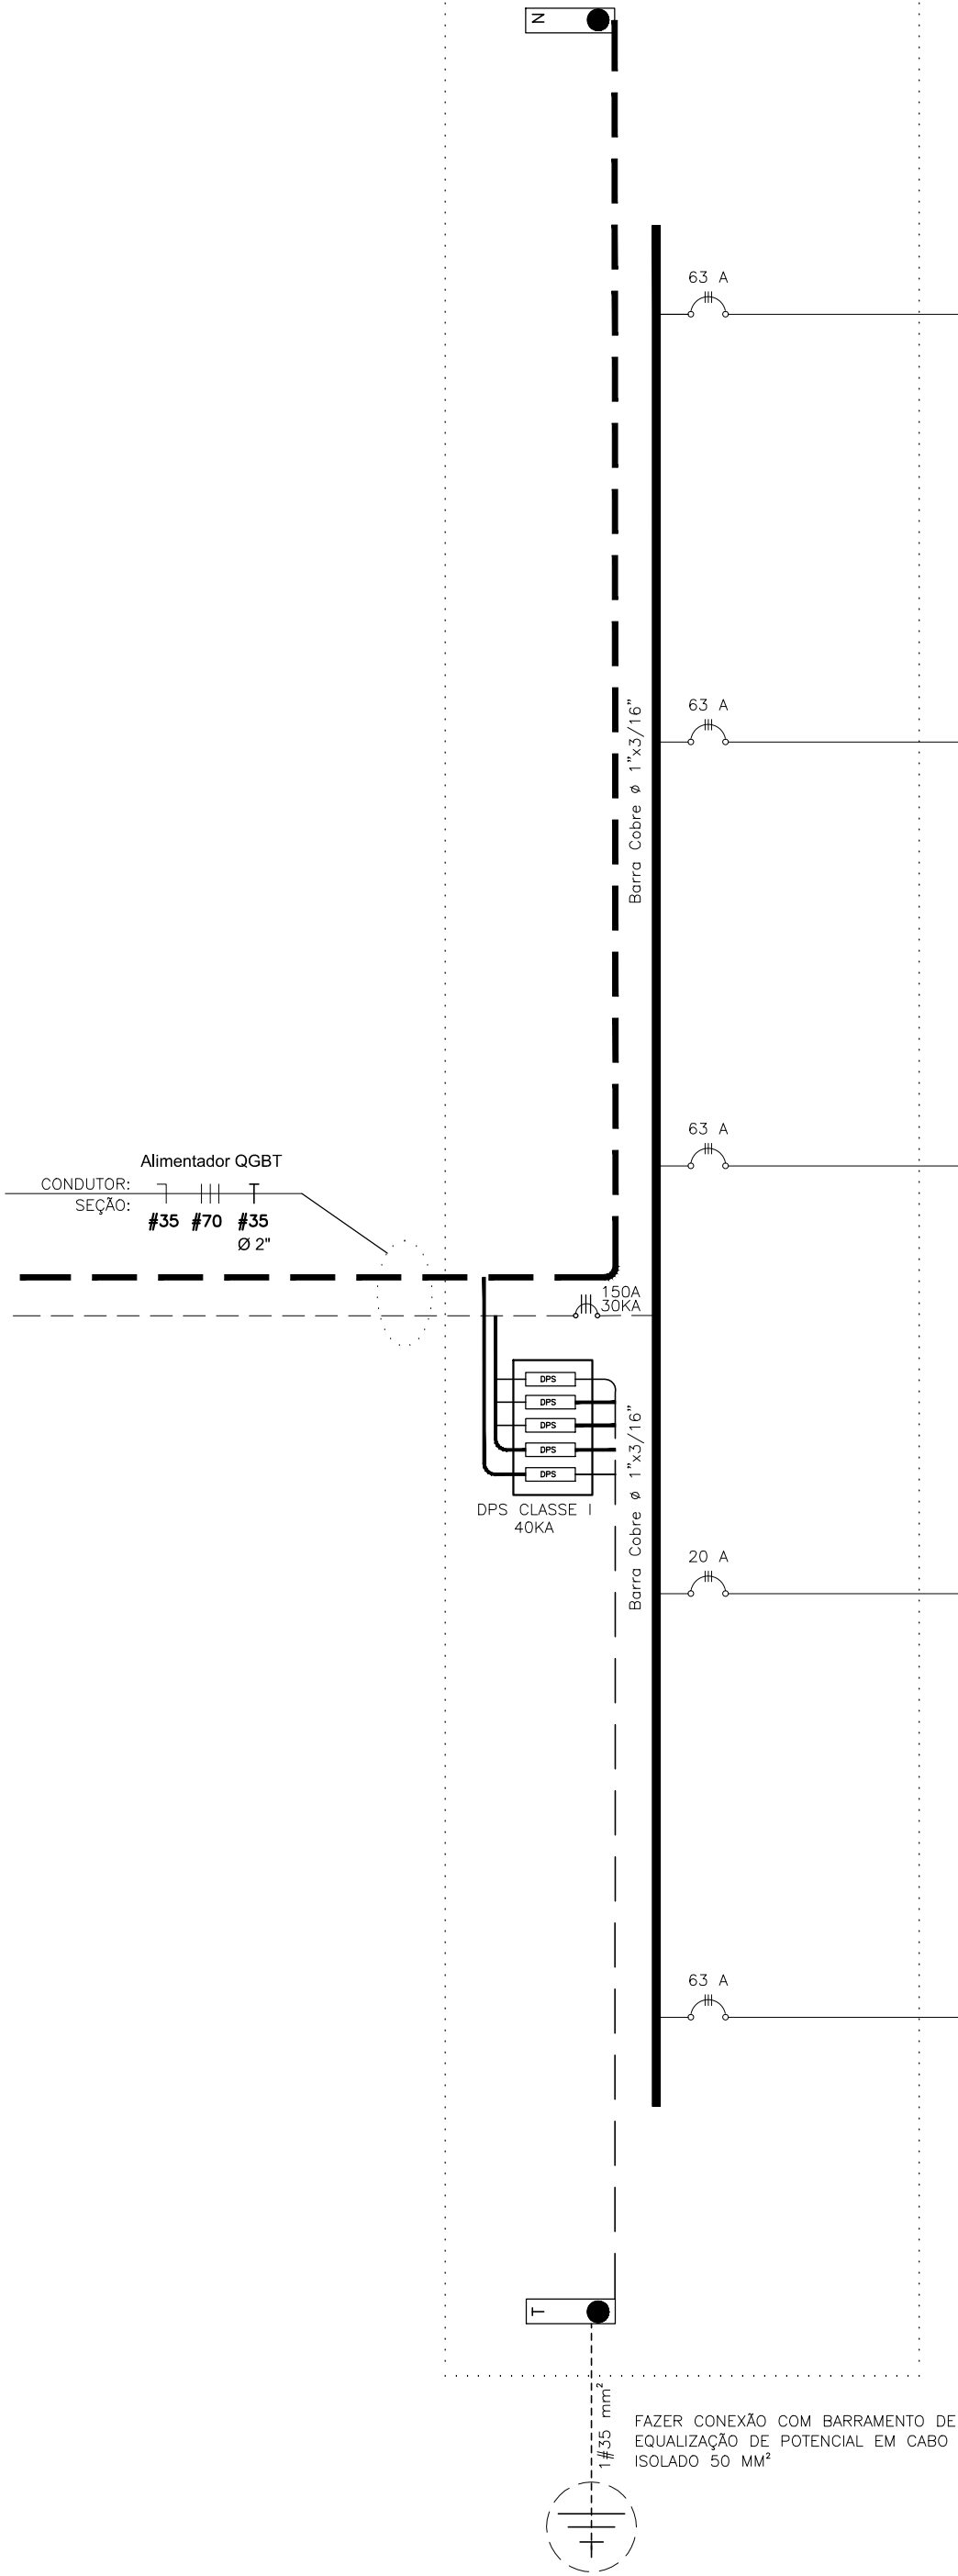 N
63 A
63 A
Barra Cobre ø 1"x3/16"
63 A
Alimentador QGBT
CONDUTOR:
SEÇÃO:
#35 #70 #35
Ø 2"
150A
30KA
DPS
DPS
DPS
DPS
DPS
DPS CLASSE I
40KA
Barra Cobre ø 1"x3/16"
20 A
63 A
T
1#35 mm²
FAZER CONEXÃO COM BARRAMENTO DE
EQUALIZAÇÃO DE POTENCIAL EM CABO
ISOLADO 50 MM²